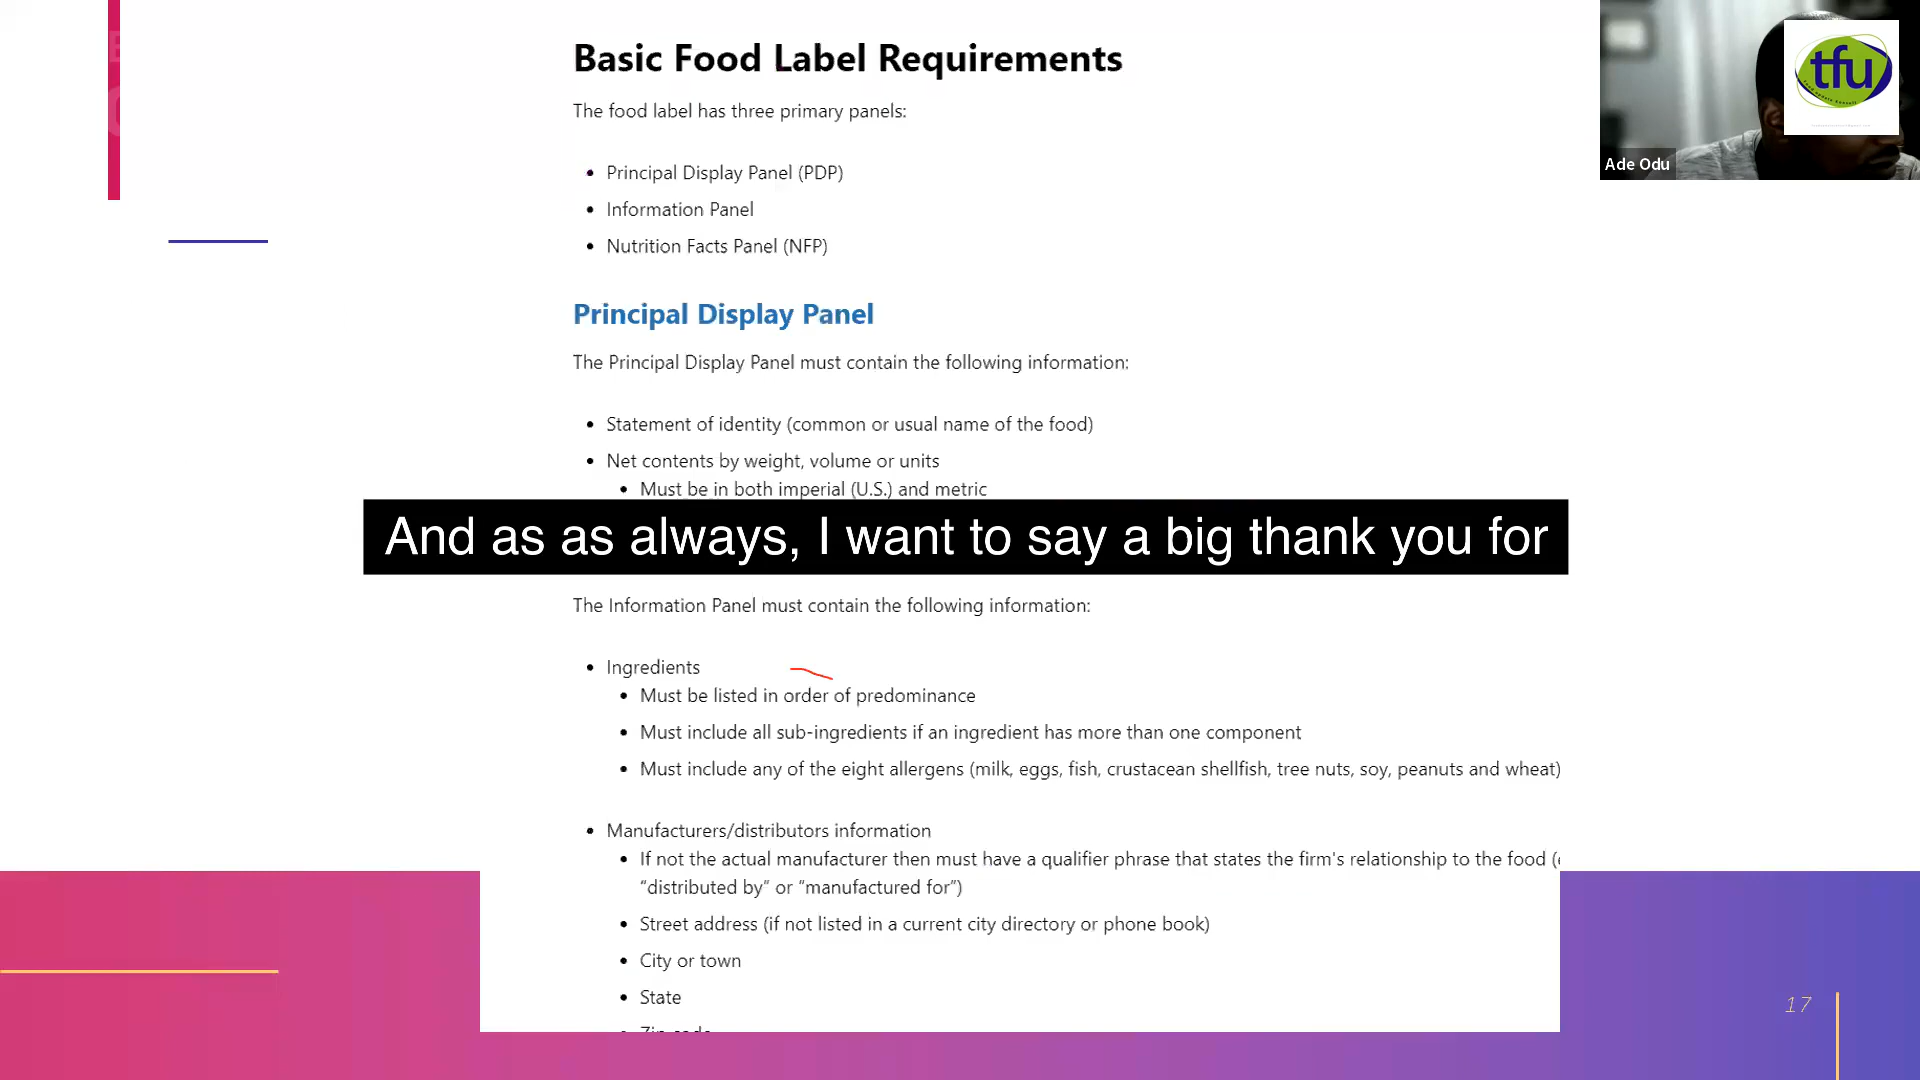 Basic Food Label Requirements
The food label has three primary panels:
• Principal Display Panel (PDP)
• Information Panel
• Nutrition Facts Panel (NFP)
Principal Display Panel
The Principal Display Panel must contain the following information:
• Statement of identity (common or usual name of the food)
• Net contents by weight, volume or units
• Must be in both imperial (U.S.) and metric
And as as always, I want to say a big thank you for
The Information Panel must contain the following information:
• Ingredients
• Must be listed in order of predominance
• Must include all sub-ingredients if an ingredient has more than one component
• Must include any of the eight allergens (milk, eggs, fish, crustacean shellfish, tree nuts, soy, peanuts and wheat)
• Manufacturers/distributors information
• If not the actual manufacturer then must have a qualifier phrase that states the firm's relationship to the food (
“distributed by” or “manufactured for”)
• Street address (if not listed in a current city directory or phone book)
• City or town
• State
17
tfu
Ade Odu